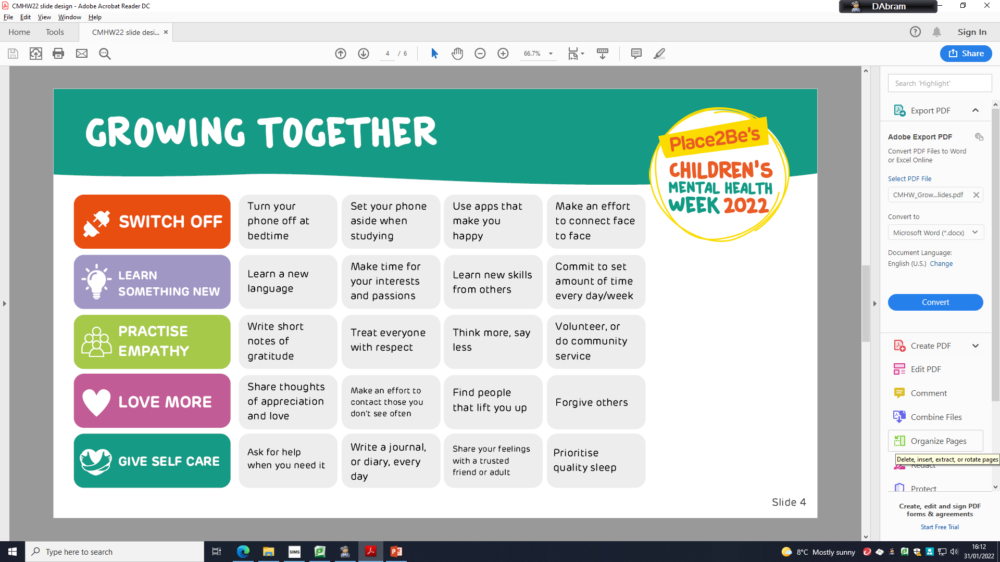 CMHW22 slide design - Adobe Acrobat Reader DC
DAbram
File Edit View Window Help
Home Tools CMHW22 slide desi... ×
Sign In
4 / 6
66.7%
Share
GROWING TOGETHER
Place2Be's
CHILDREN'S
MENTAL HEALTH
WEEK 2022
SWITCH OFF
Turn your
phone off at
bedtime
Set your phone
aside when
studying
Use apps that
make you
happy
Make an effort
to connect face
to face
LEARN
SOMETHING NEW
Learn a new
language
Make time for
your interests
and passions
Learn new skills
from others
Commit to set
amount of time
every day/week
PRACTISE
EMPATHY
Write short
notes of
gratitude
Treat everyone
with respect
Think more, say
less
Volunteer, or
do community
service
LOVE MORE
Share thoughts
of appreciation
and love
Make an effort to
contact those you
don't see often
Find people
that lift you up
Forgive others
GIVE SELF CARE
Ask for help
when you need it
Write a journal,
or diary, every
day
Share your feelings
with a trusted
friend or adult
Prioritise
quality sleep
Slide 4
Search 'Highlight'
Export PDF
Adobe Export PDF
Convert PDF Files to Word
or Excel Online
Select PDF File
CMHW_Grow...lides.pdf
Convert to
Microsoft Word (*.docx)
Document Language:
English (U.S.) Change
Convert
Create PDF
Edit PDF
Comment
Combine Files
Organize Pages
Delete, insert, extract, or rotate pages
Redact
Protect
Create, edit and sign PDF
forms & agreements
Start Free Trial
Type here to search
SIMS
8°C Mostly sunny
16:12
31/01/2022